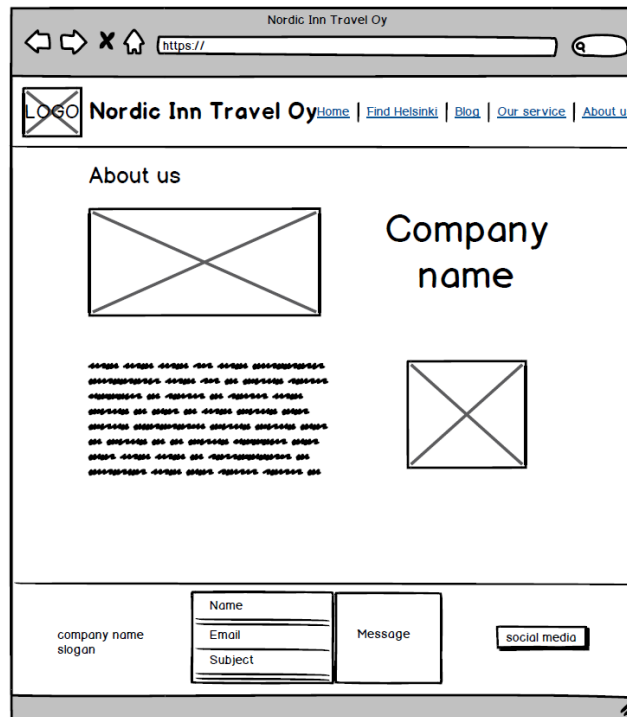 Nordic Inn Travel Oy
https://
LOGO Nordic Inn Travel Oy Home | Find Helsinki | Blog | Our service | About u
About us
Company
name
Name
company name
slogan
Email
Subject
Message
social media